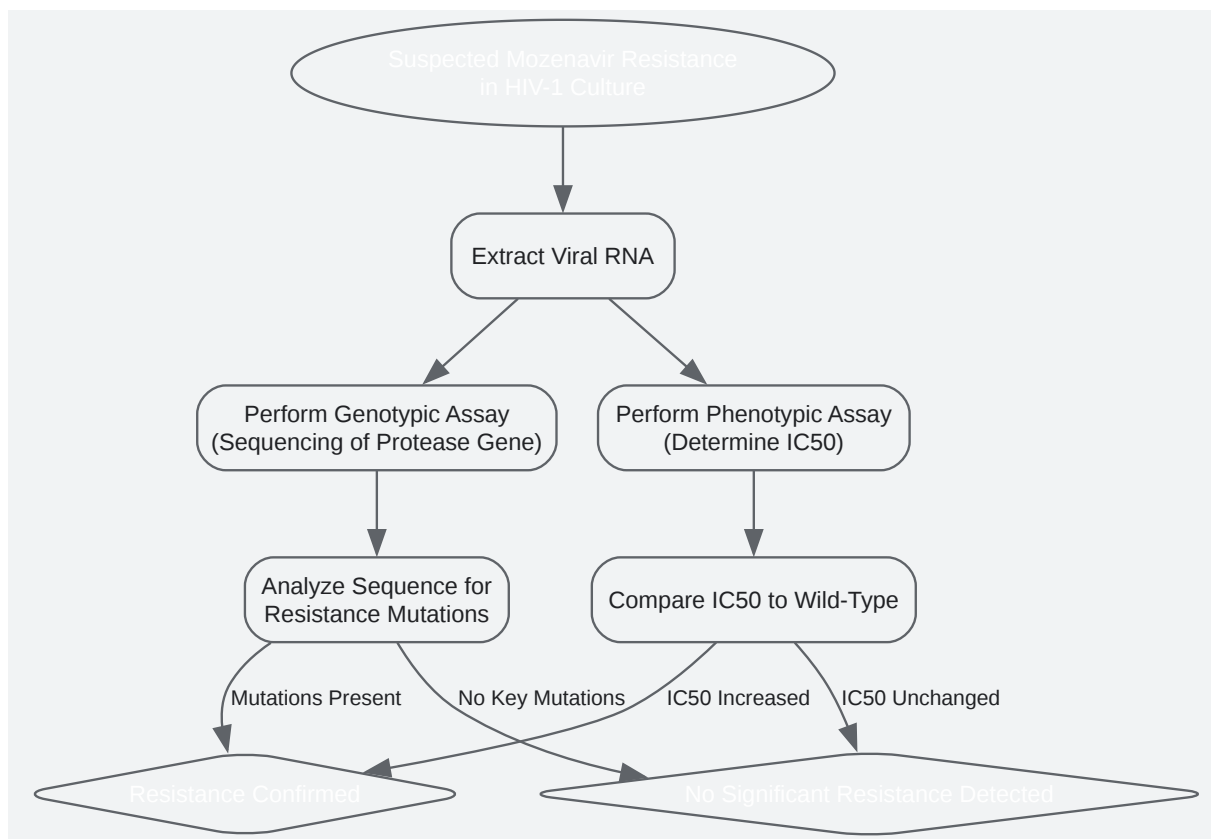 Suspected Mozenavir Resistance
in HIV-1 Culture
Extract Viral RNA
Perform Genotypic Assay
(Sequencing of Protease Gene)
Perform Phenotypic Assay
(Determine IC50)
Analyze Sequence for
Resistance Mutations
Compare IC50 to Wild-Type
Mutations Present
No Key Mutations
IC50 Increased
IC50 Unchanged
Resistance Confirmed
No Significant Resistance Detected